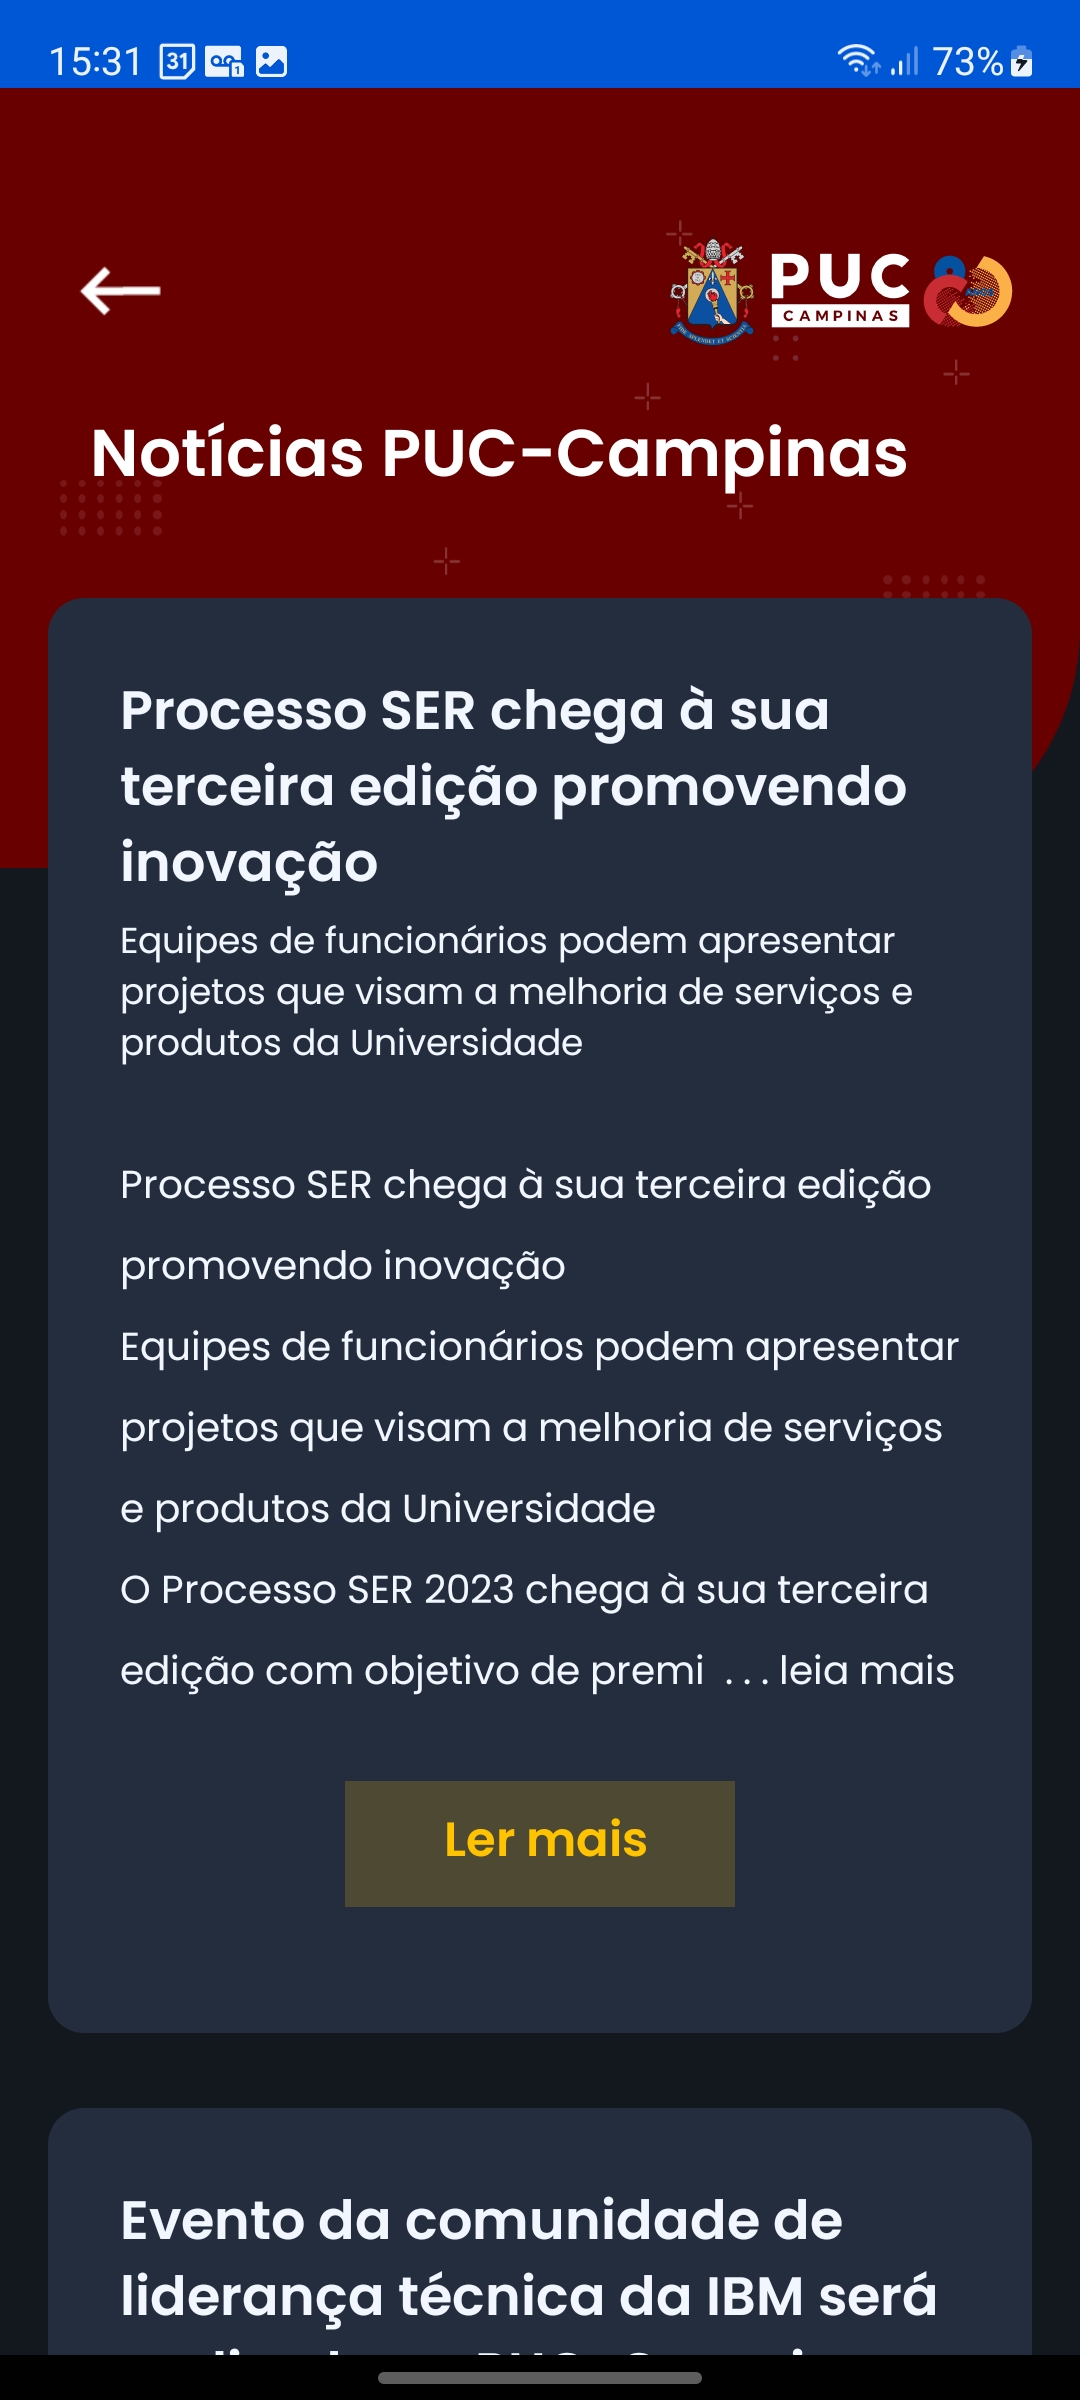 15:31 31 1 73%
PUC
CAMPINAS
Notícias PUC-Campinas
Processo SER chega à sua
terceira edição promovendo
inovação
Equipes de funcionários podem apresentar
projetos que visam a melhoria de serviços e
produtos da Universidade
Processo SER chega à sua terceira edição
promovendo inovação
Equipes de funcionários podem apresentar
projetos que visam a melhoria de serviços
e produtos da Universidade
O Processo SER 2023 chega à sua terceira
edição com objetivo de premi ... leia mais
Ler mais
Evento da comunidade de
liderança técnica da IBM será